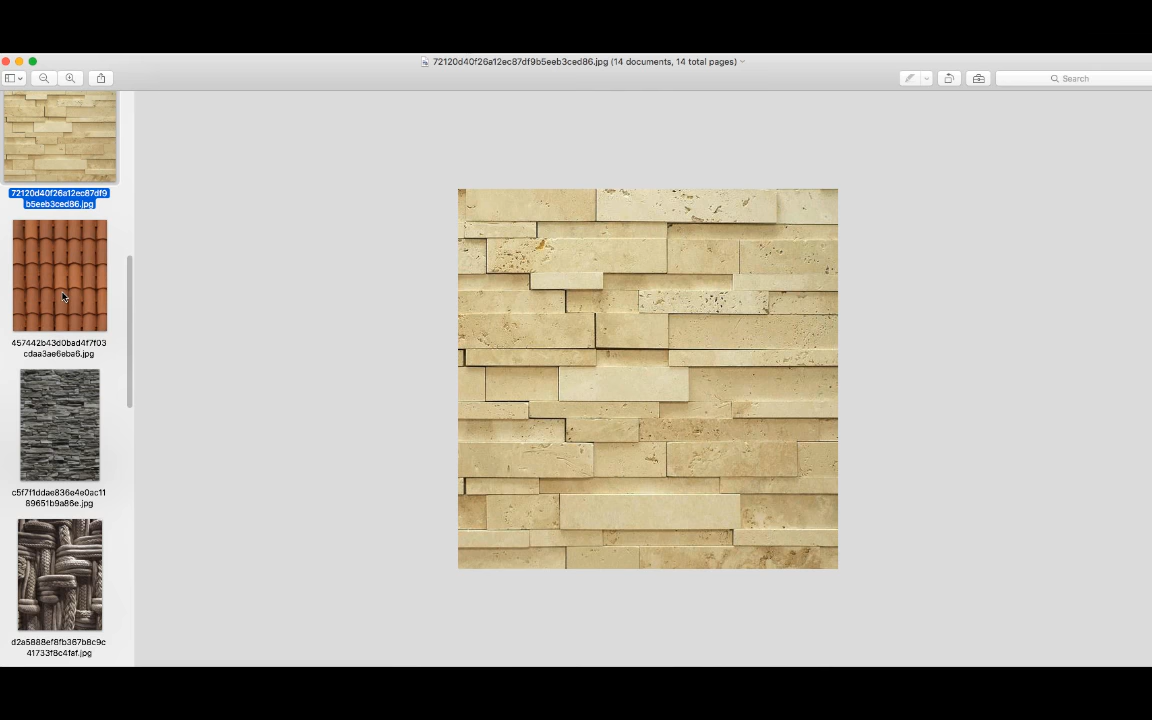 72120d40f26a12ec87df9b5eeb3ced86.jpg (14 documents, 14 total pages)
Search
72120d40f26a12ec87df9
b5eeb3ced86.jpg
457442b43d0bad4f7f03
cdaa3ae6eba6.jpg
c5f7f1ddae836e4e0ac11
89651b9a86e.jpg
d2a5888ef8fb367b8c9c
41733f8c4faf.jpg